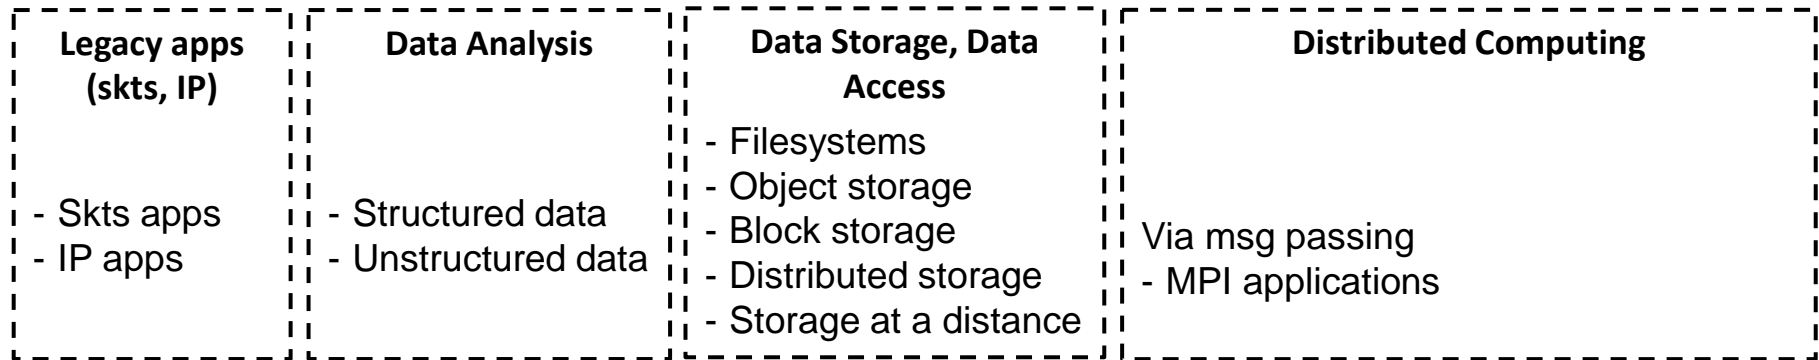 Legacy apps
(skts, IP)
- Skts apps
- IP apps
Data Analysis
- Structured data
- Unstructured data
Data Storage, Data
Access
- Filesystems
- Object storage
- Block storage
- Distributed storage
- Storage at a distance
Distributed Computing
Via msg passing
- MPI applications